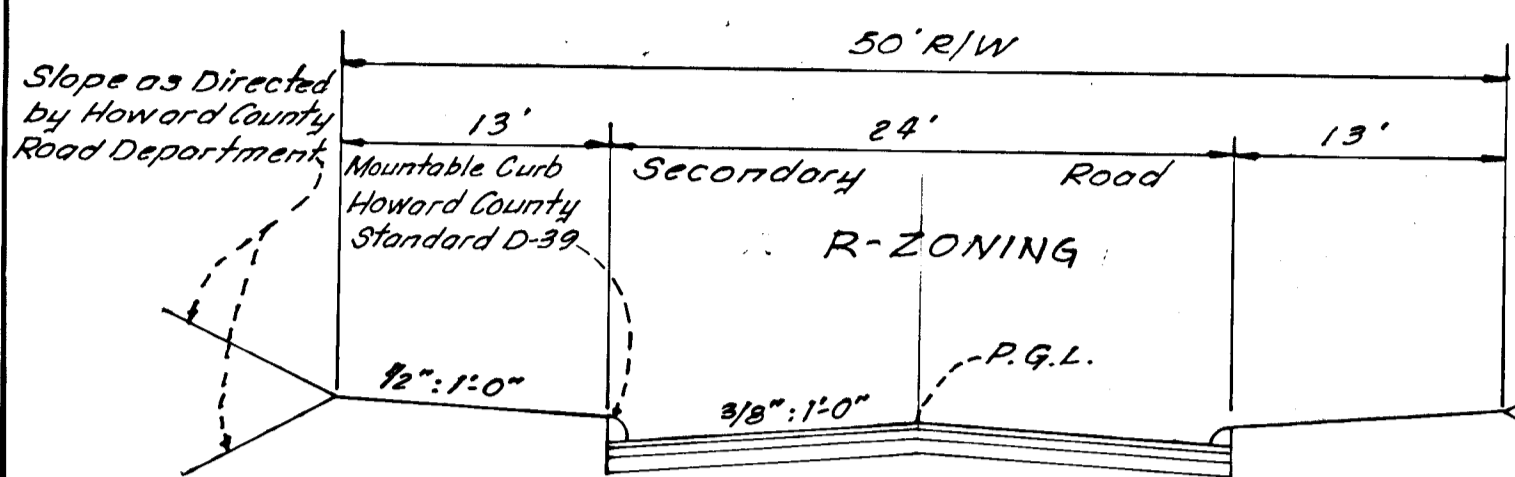 50' R/W
Slope as Directed
by Howard County
Road Department
13'
24'
13'
Mountable Curb
Howard County
Standard D-39
Secondary Road
R-ZONING
P.G.L.
1/2": 1'-0"
3/8": 1'-0"